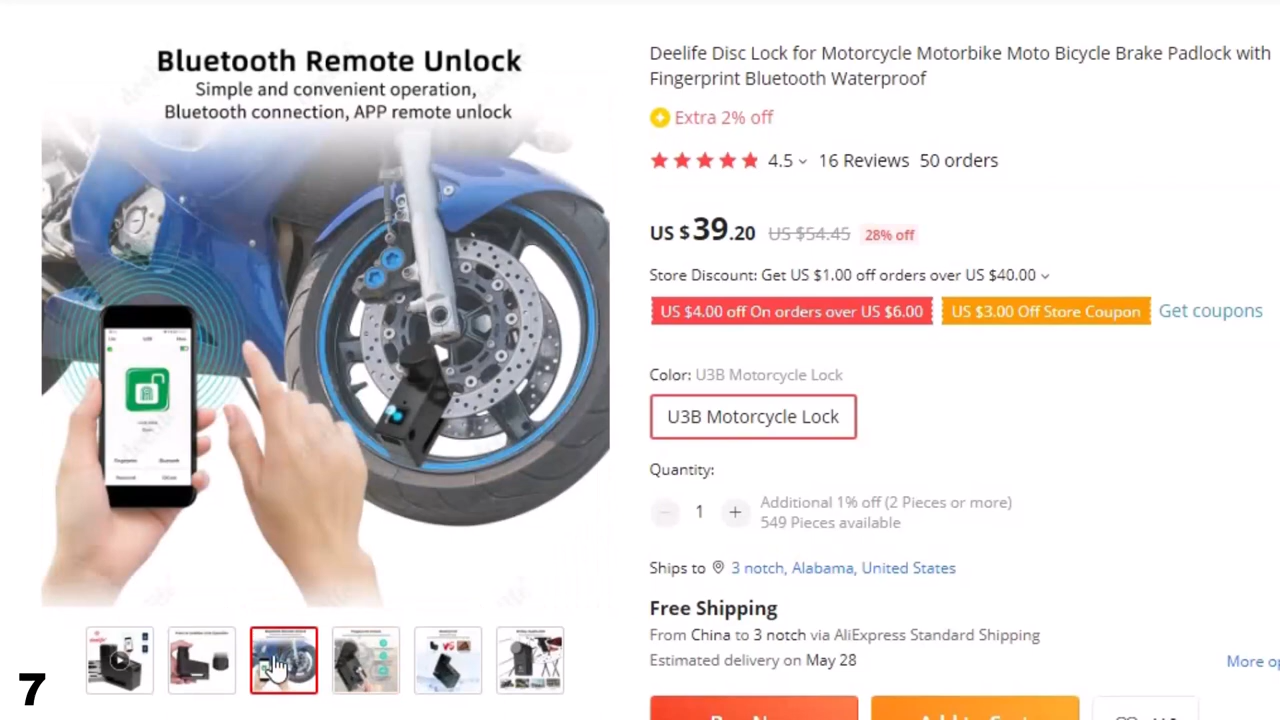 Bluetooth Remote Unlock
Simple and convenient operation,
Bluetooth connection, APP remote unlock
7
Deelife Disc Lock for Motorcycle Motorbike Moto Bicycle Brake Padlock with
Fingerprint Bluetooth Waterproof
Extra 2% off
4.5 16 Reviews 50 orders
US $39.20 US $54.45 28% off
Store Discount: Get US $1.00 off orders over US $40.00
US $4.00 off On orders over US $6.00 US $3.00 Off Store Coupon Get coupons
Color: U3B Motorcycle Lock
U3B Motorcycle Lock
Quantity:
1
Additional 1% off (2 Pieces or more)
549 Pieces available
Ships to 3 notch, Alabama, United States
Free Shipping
From China to 3 notch via AliExpress Standard Shipping
Estimated delivery on May 28
More op